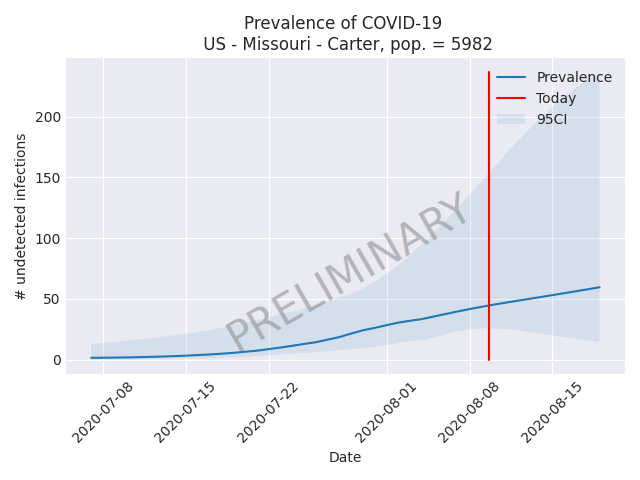 Prevalence of COVID-19
US - Missouri - Carter, pop. = 5982
Prevalence
Today
95CI
# undetected infections
200
150
100
50
0
PRELIMINARY
2020-07-08
2020-07-15
2020-07-22
2020-08-01
2020-08-08
2020-08-15
Date